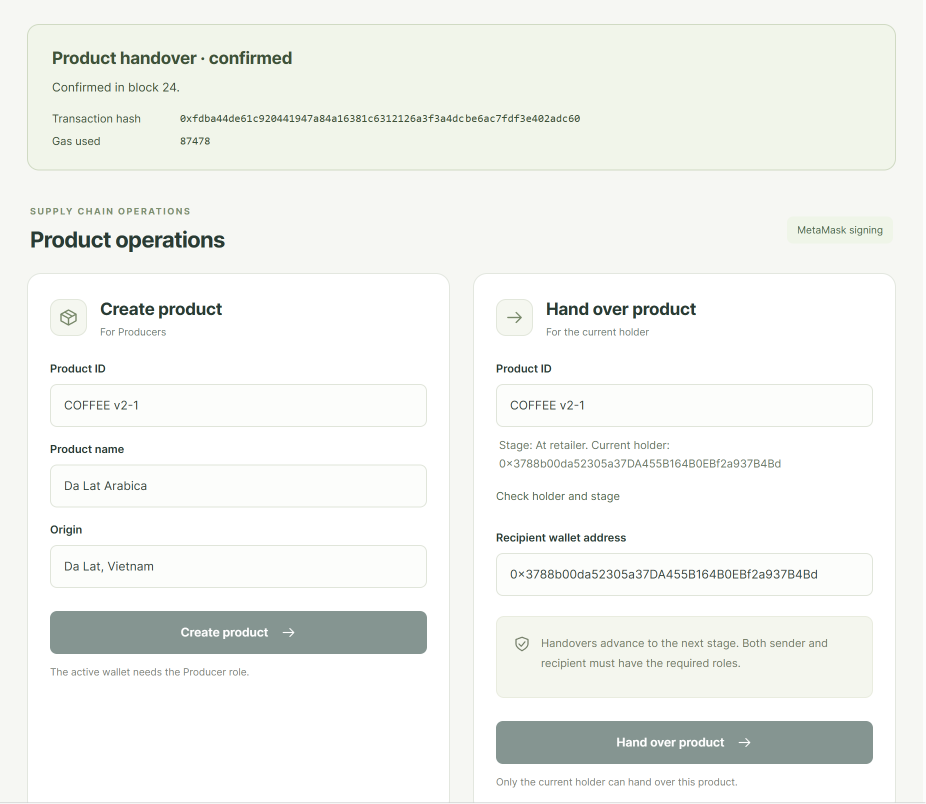 Product handover · confirmed
Confirmed in block 24.
Transaction hash 0xfdba44de61c920441947a84a16381c6312126a3f3a4dcbe6ac7fdf3e402adc60
Gas used 87478
SUPPLY CHAIN OPERATIONS
Product operations
MetaMask signing
Create product
For Producers
Product ID
COFFEE v2-1
Product name
Da Lat Arabica
Origin
Da Lat, Vietnam
Create product →
The active wallet needs the Producer role.
Hand over product
For the current holder
Product ID
COFFEE v2-1
Stage: At retailer. Current holder:
0×3788b00da52305a37DA455B164B0EBf2a937B4Bd
Check holder and stage
Recipient wallet address
0×3788b00da52305a37DA455B164B0EBf2a937B4Bd
Handovers advance to the next stage. Both sender and
recipient must have the required roles.
Hand over product →
Only the current holder can hand over this product.